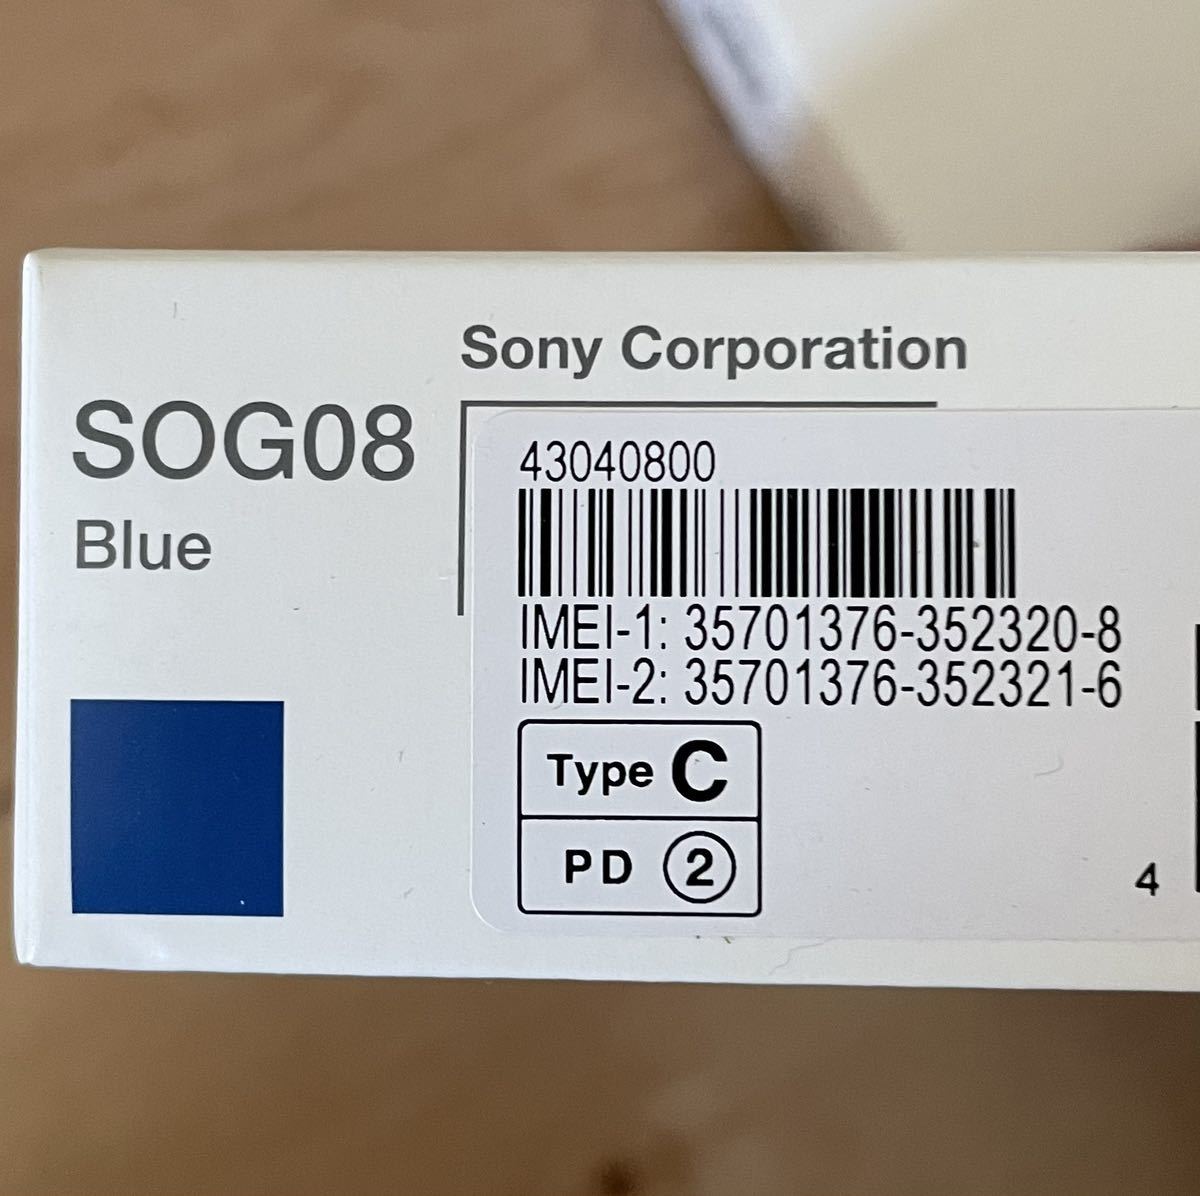 Sony Corporation
SOG08
Blue
43040800
IMEI-1: 35701376-352320-8
IMEI-2: 35701376-352321-6
Type C
PD ②
4